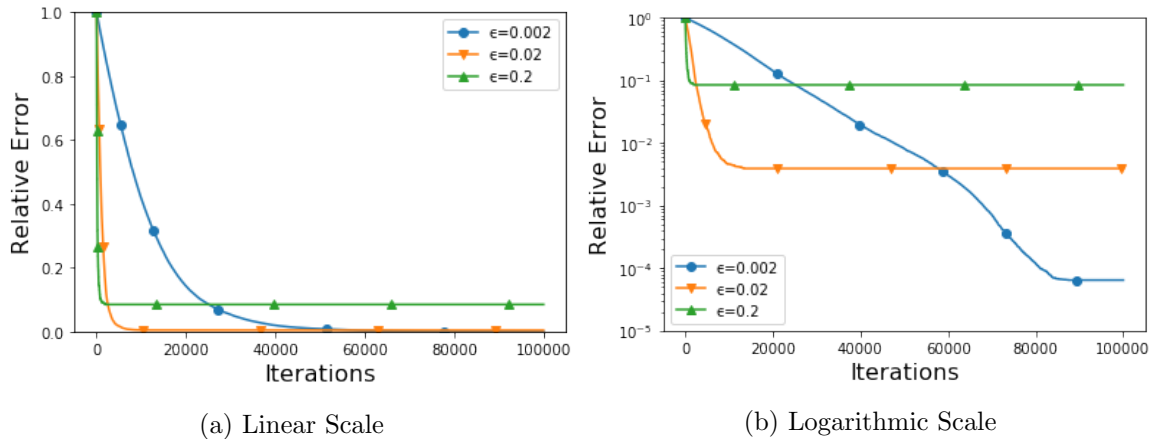 1.0
0.8
0.6
0.4
0.2
0.0
Relative Error
ϵ=0.002
ϵ=0.02
ϵ=0.2
0 20000 40000 60000 80000 100000
Iterations
(a) Linear Scale
10⁰
10⁻¹
10⁻²
10⁻³
10⁻⁴
10⁻⁵
Relative Error
ϵ=0.002
ϵ=0.02
ϵ=0.2
0 20000 40000 60000 80000 100000
Iterations
(b) Logarithmic Scale